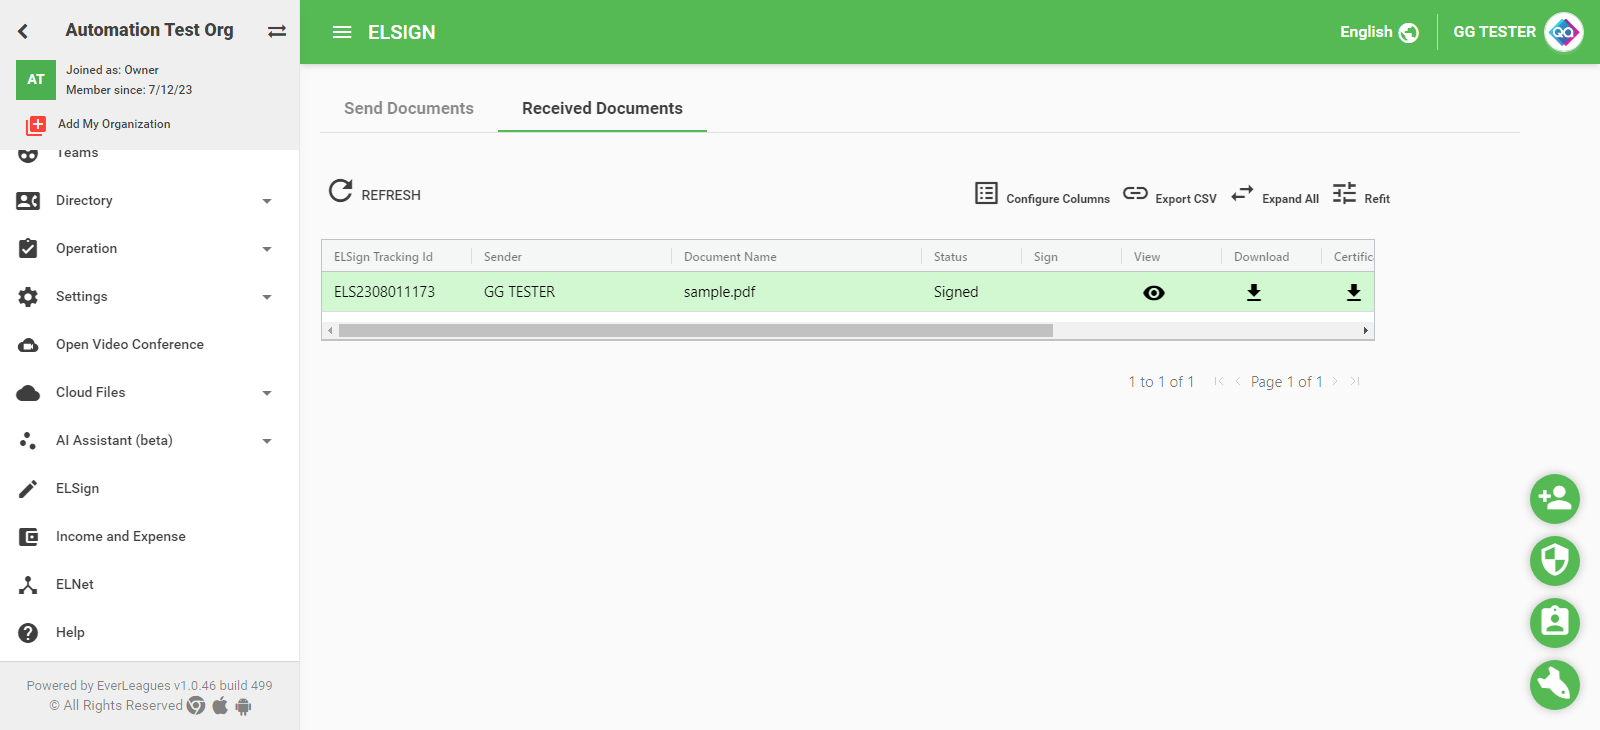 Automation Test Org
AT
Joined as: Owner
Member since: 7/12/23
Add My Organization
Teams
Directory
Operation
Settings
Open Video Conference
Cloud Files
AI Assistant (beta)
ELSign
Income and Expense
ELNet
Help
Powered by EverLeagues v1.0.46 build 499
© All Rights Reserved
ELSIGN
English
GG TESTER
QA
Send Documents
Received Documents
REFRESH
Configure Columns
Export CSV
Expand All
Refit
ELSign Tracking Id Sender Document Name Status Sign View Download Certific
ELS2308011173 GG TESTER sample.pdf Signed
1 to 1 of 1 Page 1 of 1